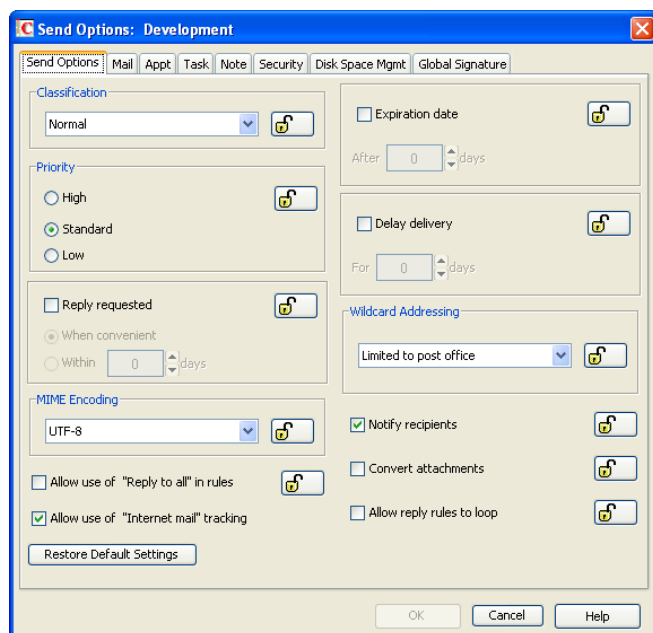 Send Options: Development
Send Options Mail Appt Task Note Security Disk Space Mgmt Global Signature
Classification
Normal
Priority
High
Standard
Low
Reply requested
When convenient
Within 0 days
MIME Encoding
UTF-8
Allow use of "Reply to all" in rules
Allow use of "Internet mail" tracking
Restore Default Settings
Expiration date
After 0 days
Delay delivery
For 0 days
Wildcard Addressing
Limited to post office
Notify recipients
Convert attachments
Allow reply rules to loop
OK Cancel Help